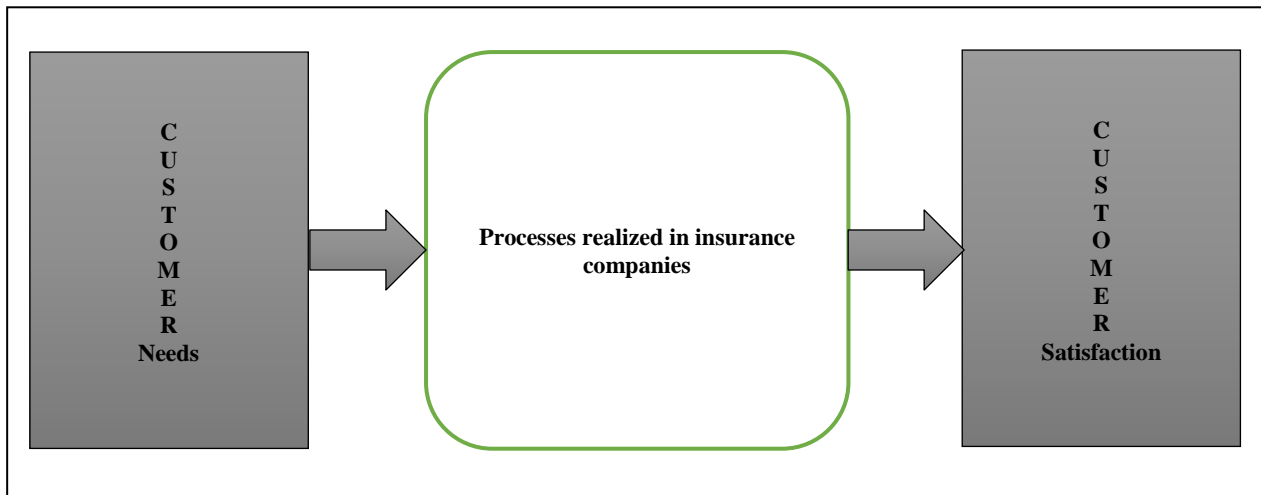 C
U
S
T
O
M
E
R
Needs
Processes realized in insurance
companies
C
U
S
T
O
M
E
R
Satisfaction